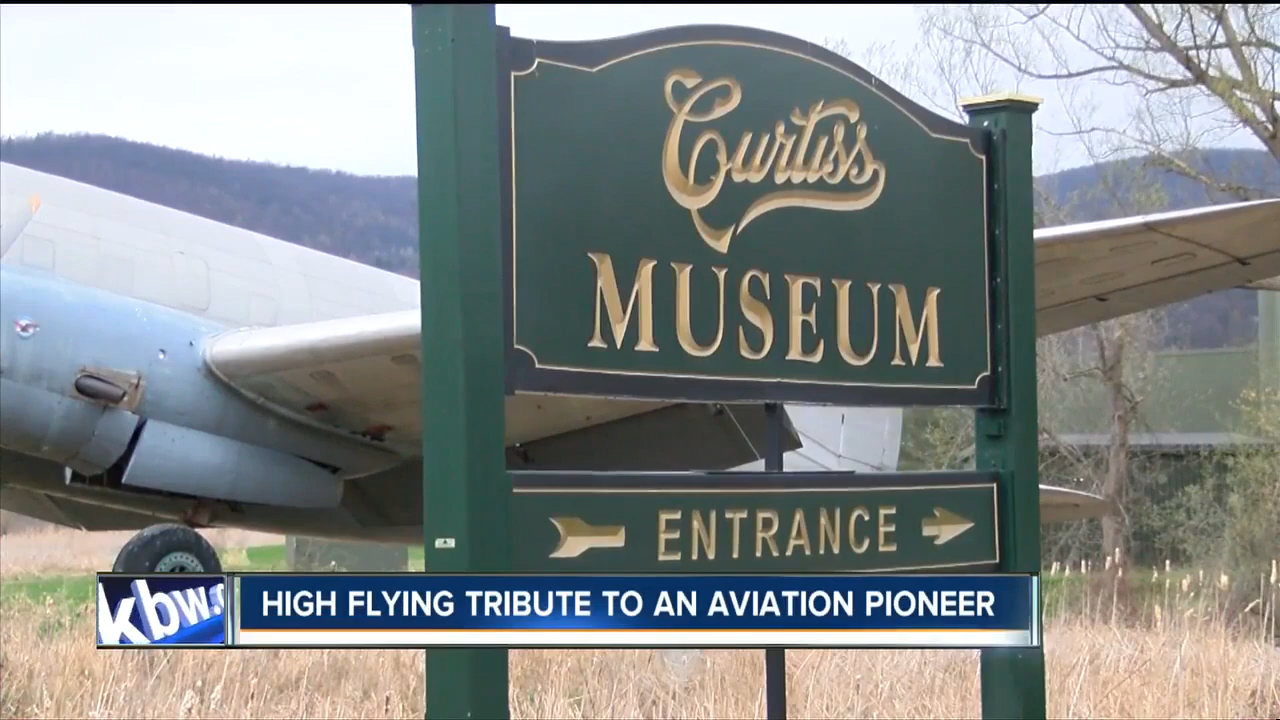 Curtiss
MUSEUM
ENTRANCE
kbw.
HIGH FLYING TRIBUTE TO AN AVIATION PIONEER